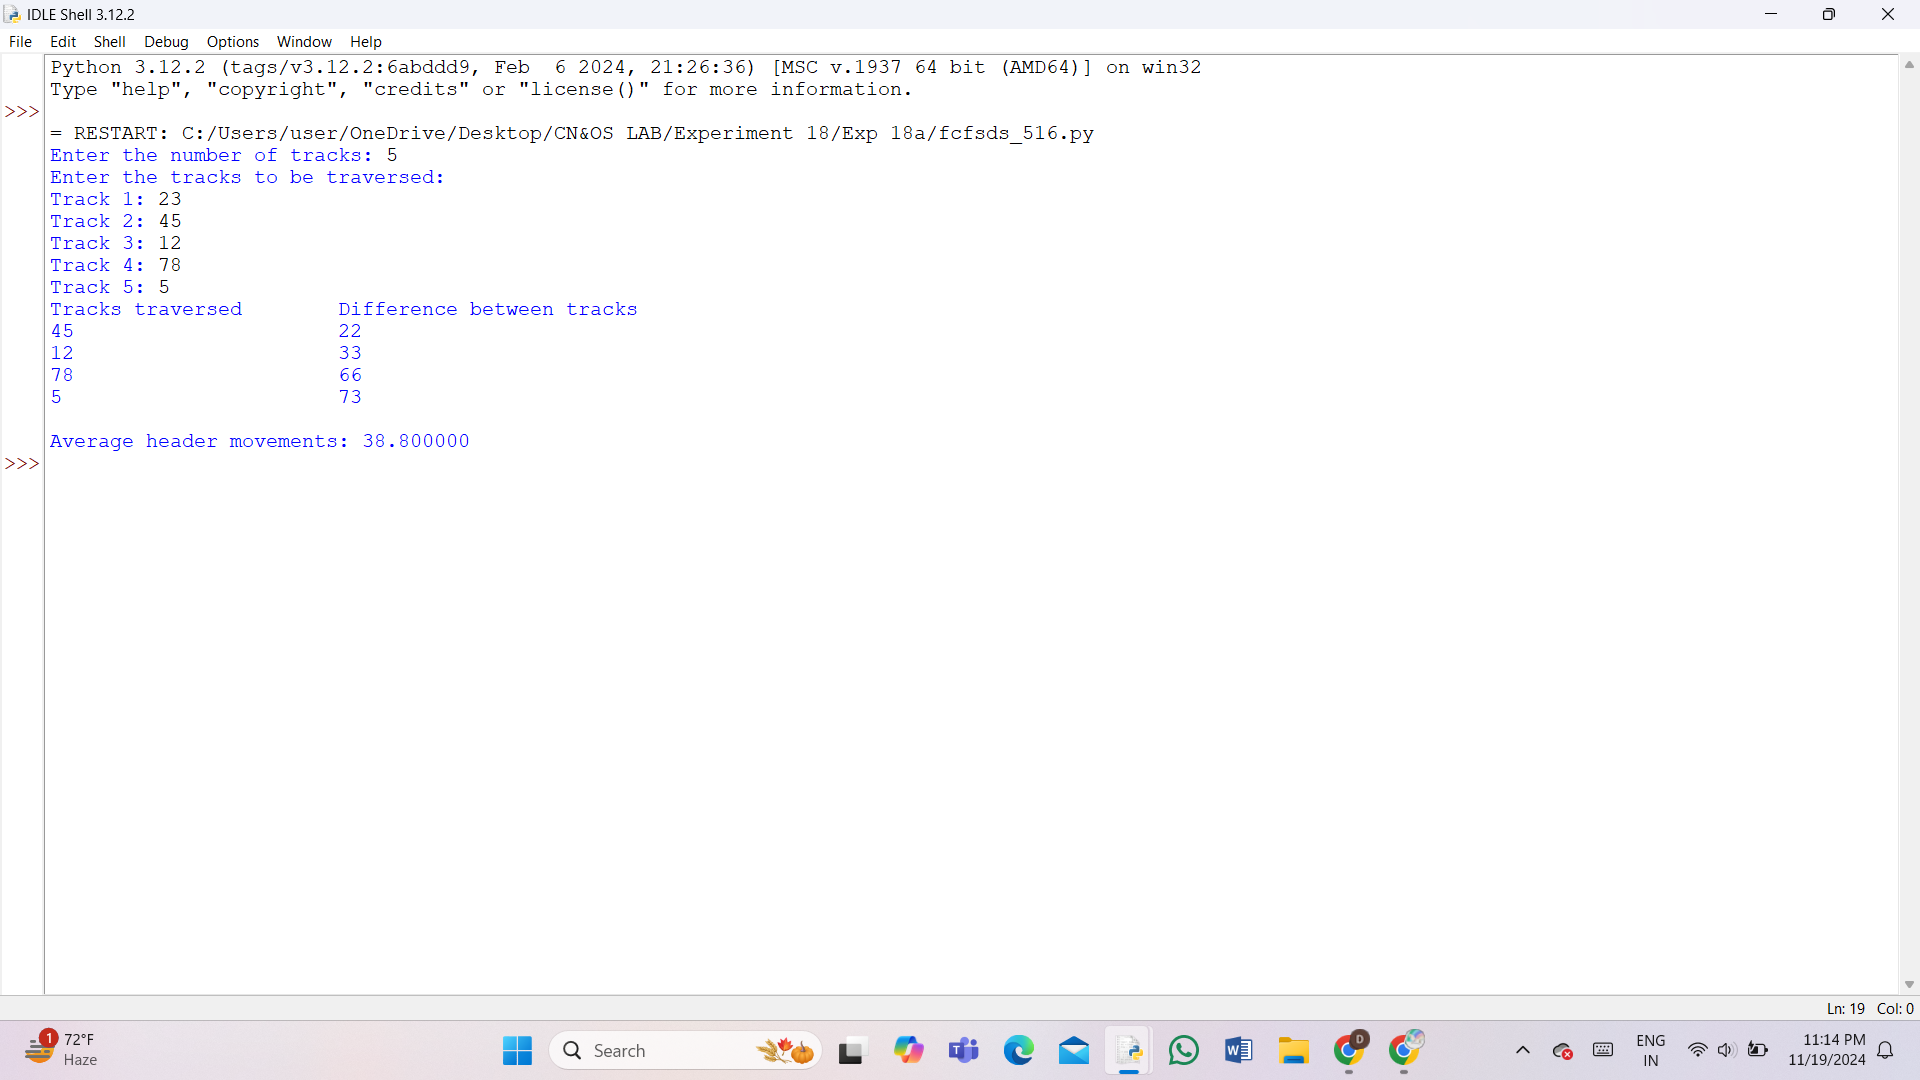 IDLE Shell 3.12.2
File Edit Shell Debug Options Window Help
Python 3.12.2 (tags/v3.12.2:6abddd9, Feb  6 2024, 21:26:36) [MSC v.1937 64 bit (AMD64)] on win32
Type "help", "copyright", "credits" or "license()" for more information.
>>>
= RESTART: C:/Users/user/OneDrive/Desktop/CN&OS LAB/Experiment 18/Exp 18a/fcfsds_516.py
Enter the number of tracks: 5
Enter the tracks to be traversed:
Track 1: 23
Track 2: 45
Track 3: 12
Track 4: 78
Track 5: 5
Tracks traversed        Difference between tracks
45                      22
12                      33
78                      66
5                       73
Average header movements: 38.800000
>>>
Ln: 19 Col: 0
1
72°F
Haze
Search
D
ENG
IN
11:14 PM
11/19/2024